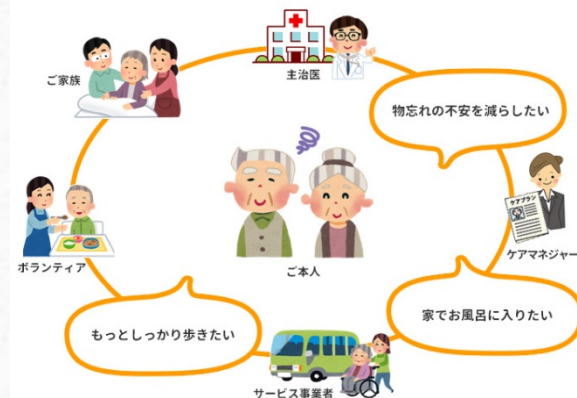 ご家族
主治医
物忘れの不安を減らしたい
ケアプラン
ケアマネジャー
ボランティア
ご本人
もっとしっかり歩きたい
家でお風呂に入りたい
サービス事業者